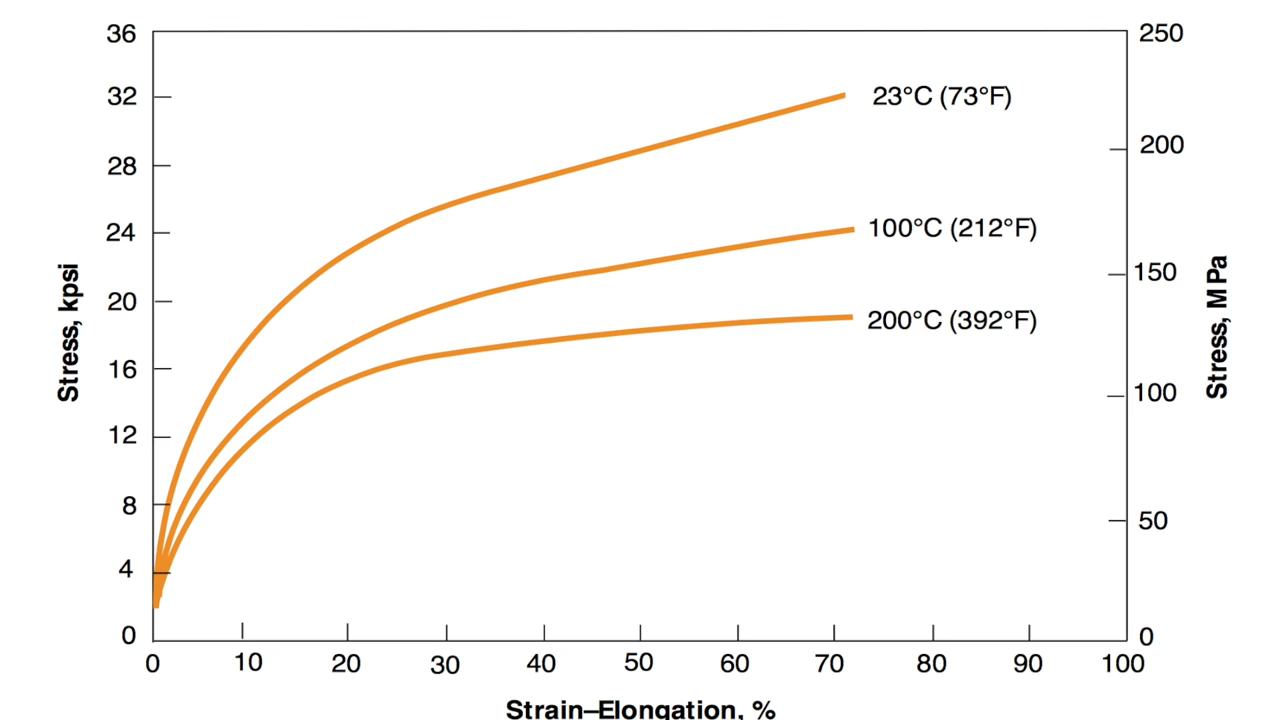 36
32
28
24
20
16
12
8
4
0
Stress, kpsi
250
200
150
100
50
0
Stress, MPa
23°C (73°F)
100°C (212°F)
200°C (392°F)
0 10 20 30 40 50 60 70 80 90 100
Strain–Elongation, %